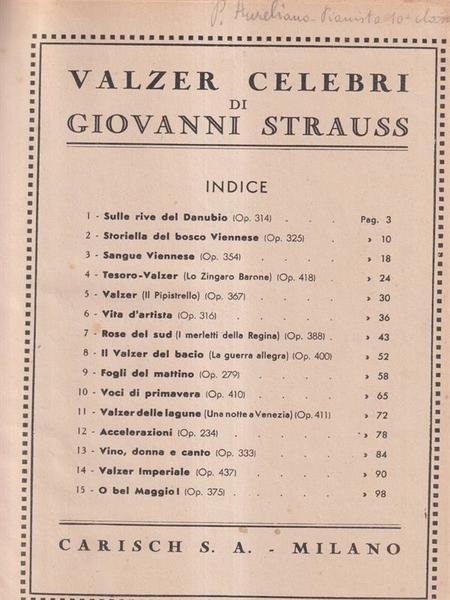 P. Aureliano - Pianista 10ª
VALZER CELEBRI
DI
GIOVANNI STRAUSS
INDICE
1 - Sulle rive del Danubio (Op. 314) . . . Pag. 3
2 - Storiella del bosco Viennese (Op. 325) . » 10
3 - Sangue Viennese (Op. 354) . . . . » 18
4 - Tesoro-Valzer (Lo Zingaro Barone) (Op. 418) . » 24
5 - Valzer (Il Pipistrello) (Op. 367) . . . . » 30
6 - Vita d'artista (Op. 316) . . . . . » 36
7 - Rose del sud (I merletti della Regina) (Op. 388) . » 43
8 - Il Valzer del bacio (La guerra allegra) (Op. 400) » 52
9 - Fogli del mattino (Op. 279) . . . . » 58
10 - Voci di primavera (Op. 410) . . . . » 65
11 - Valzer delle lagune (Una notte a Venezia) (Op. 411) » 72
12 - Accelerazioni (Op. 234) . . . . . » 78
13 - Vino, donna e canto (Op. 333) . . . . » 84
14 - Valzer Imperiale (Op. 437) . . . . » 90
15 - O bel Maggio! (Op. 375) . . . . . » 98
CARISCH S. A. - MILANO